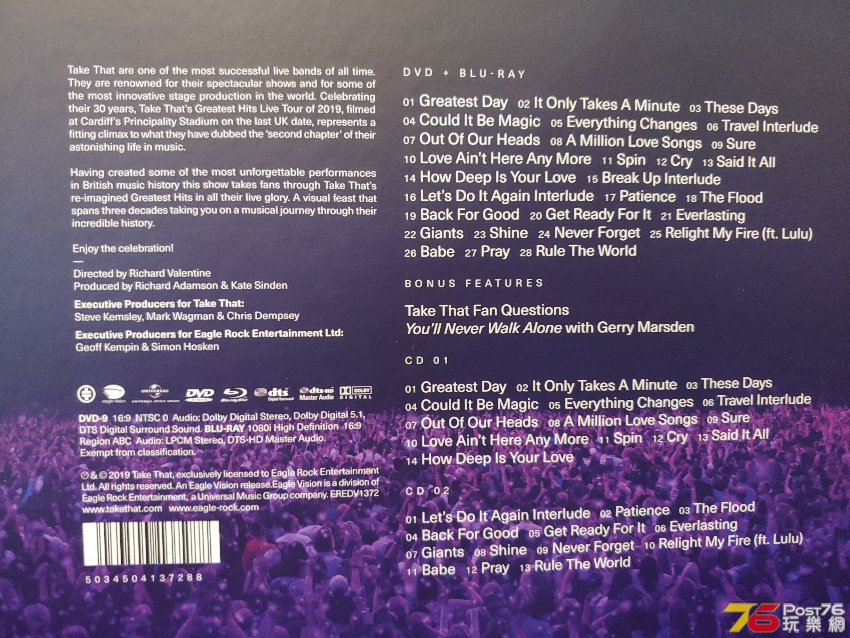 Take That are one of the most successful live bands of all time.
They are renowned for their spectacular shows and for some of
the most innovative stage production in the world. Celebrating
their 30 years, Take That's Greatest Hits Live Tour of 2019, filmed
at Cardiff's Principality Stadium on the last UK date, represents a
fitting climax to what they have dubbed the 'second chapter' of their
astonishing life in music.
Having created some of the most unforgettable performances
in British music history this show takes fans through Take That's
re-imagined Greatest Hits in all their live glory. A visual feast that
spans three decades taking you on a musical journey through their
incredible history.
Enjoy the celebration!
—
Directed by Richard Valentine
Produced by Richard Adamson & Kate Sinden
Executive Producers for Take That:
Steve Kemsley, Mark Wagman & Chris Dempsey
Executive Producers for Eagle Rock Entertainment Ltd:
Geoff Kempin & Simon Hosken
eagle vision UNIVERSAL DVD VIDEO Blu-ray Disc dts Digital Surround dts-HD Master Audio DOLBY DIGITAL
DVD-9 16:9 NTSC 0 Audio: Dolby Digital Stereo, Dolby Digital 5.1,
DTS Digital Surround Sound. BLU-RAY 1080i High Definition 16:9
Region ABC Audio: LPCM Stereo, DTS-HD Master Audio.
Exempt from classification.
℗ & © 2019 Take That, exclusively licensed to Eagle Rock Entertainment
Ltd. All rights reserved. An Eagle Vision release.Eagle Vision is a division of
Eagle Rock Entertainment, a Universal Music Group company. EREDV1372
www.takethat.com www.eagle-rock.com
5034504137288
DVD + BLU-RAY
01 Greatest Day 02 It Only Takes A Minute 03 These Days
04 Could It Be Magic 05 Everything Changes 06 Travel Interlude
07 Out Of Our Heads 08 A Million Love Songs 09 Sure
10 Love Ain't Here Any More 11 Spin 12 Cry 13 Said It All
14 How Deep Is Your Love 15 Break Up Interlude
16 Let's Do It Again Interlude 17 Patience 18 The Flood
19 Back For Good 20 Get Ready For It 21 Everlasting
22 Giants 23 Shine 24 Never Forget 25 Relight My Fire (ft. Lulu)
26 Babe 27 Pray 28 Rule The World
BONUS FEATURES
Take That Fan Questions
You'll Never Walk Alone with Gerry Marsden
CD 01
01 Greatest Day 02 It Only Takes A Minute 03 These Days
04 Could It Be Magic 05 Everything Changes 06 Travel Interlude
07 Out Of Our Heads 08 A Million Love Songs 09 Sure
10 Love Ain't Here Any More 11 Spin 12 Cry 13 Said It All
14 How Deep Is Your Love
CD 02
01 Let's Do It Again Interlude 02 Patience 03 The Flood
04 Back For Good 05 Get Ready For It 06 Everlasting
07 Giants 08 Shine 09 Never Forget 10 Relight My Fire (ft. Lulu)
11 Babe 12 Pray 13 Rule The World
76 Post76
玩樂網